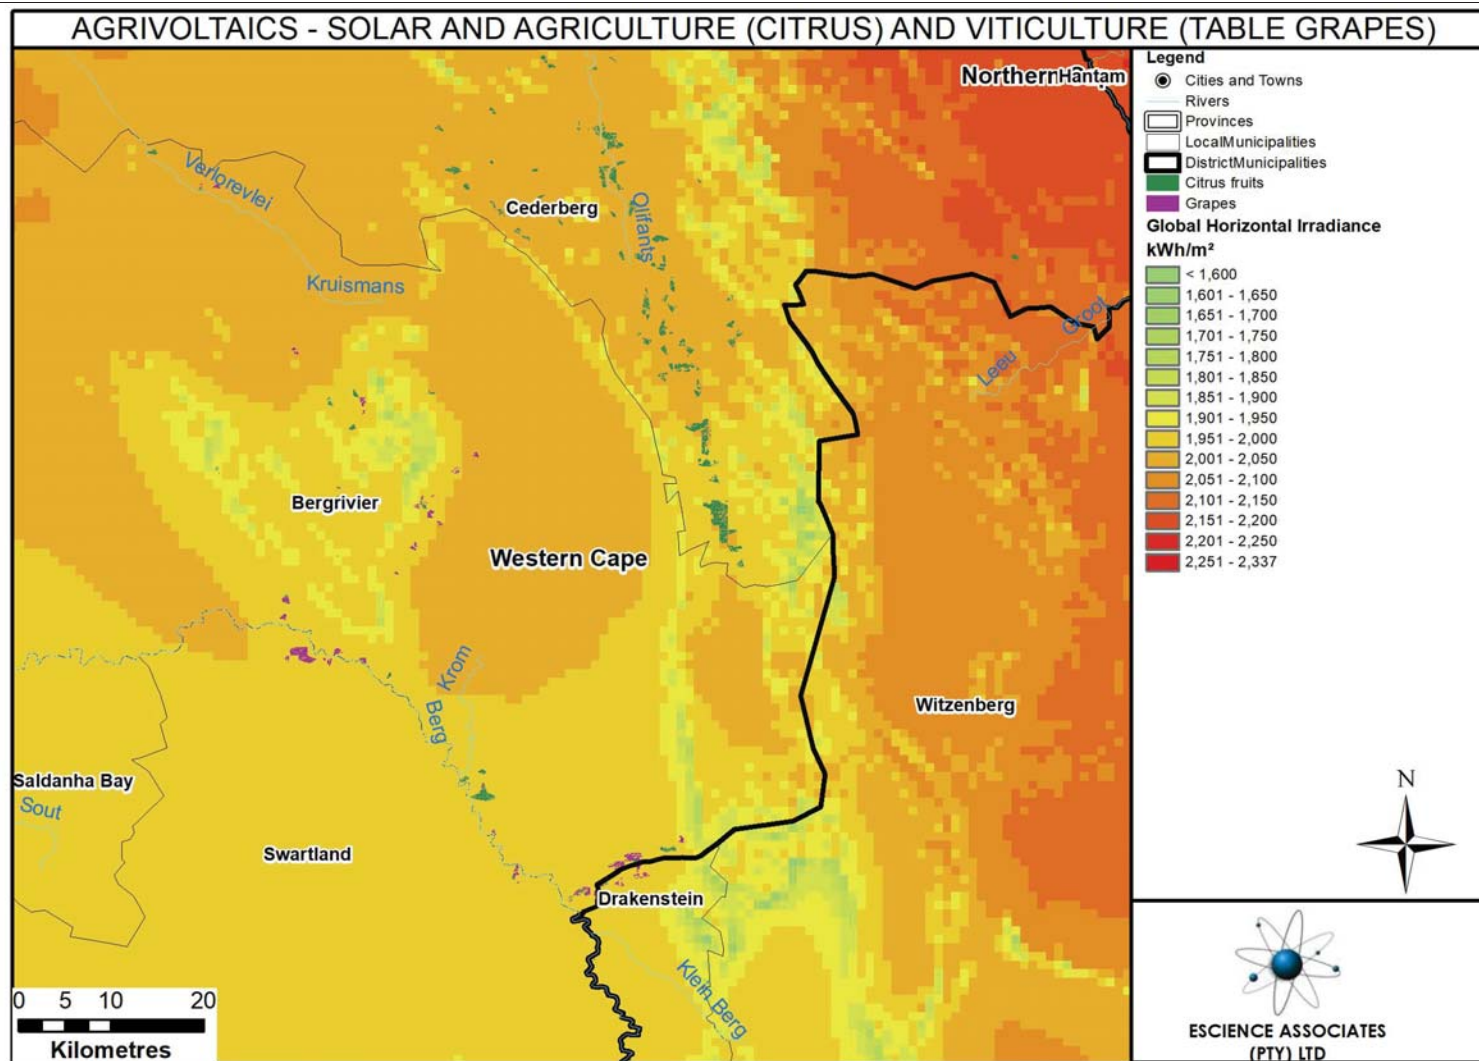 AGRIVOLTAICS - SOLAR AND AGRICULTURE (CITRUS) AND VITICULTURE (TABLE GRAPES)
Northern
Hantam
Verlorevlei
Cederberg
Olifants
Kruismans
Groot
Leeu
Bergrivier
Western Cape
Krom
Berg
Witzenberg
Saldanha Bay
Sout
Swartland
Drakenstein
Klein Berg
0 5 10 20
Kilometres
Legend
Cities and Towns
Rivers
Provinces
LocalMunicipalities
DistrictMunicipalities
Citrus fruits
Grapes
Global Horizontal Irradiance
kWh/m²
< 1,600
1,601 - 1,650
1,651 - 1,700
1,701 - 1,750
1,751 - 1,800
1,801 - 1,850
1,851 - 1,900
1,901 - 1,950
1,951 - 2,000
2,001 - 2,050
2,051 - 2,100
2,101 - 2,150
2,151 - 2,200
2,201 - 2,250
2,251 - 2,337
N
ESCIENCE ASSOCIATES
(PTY) LTD